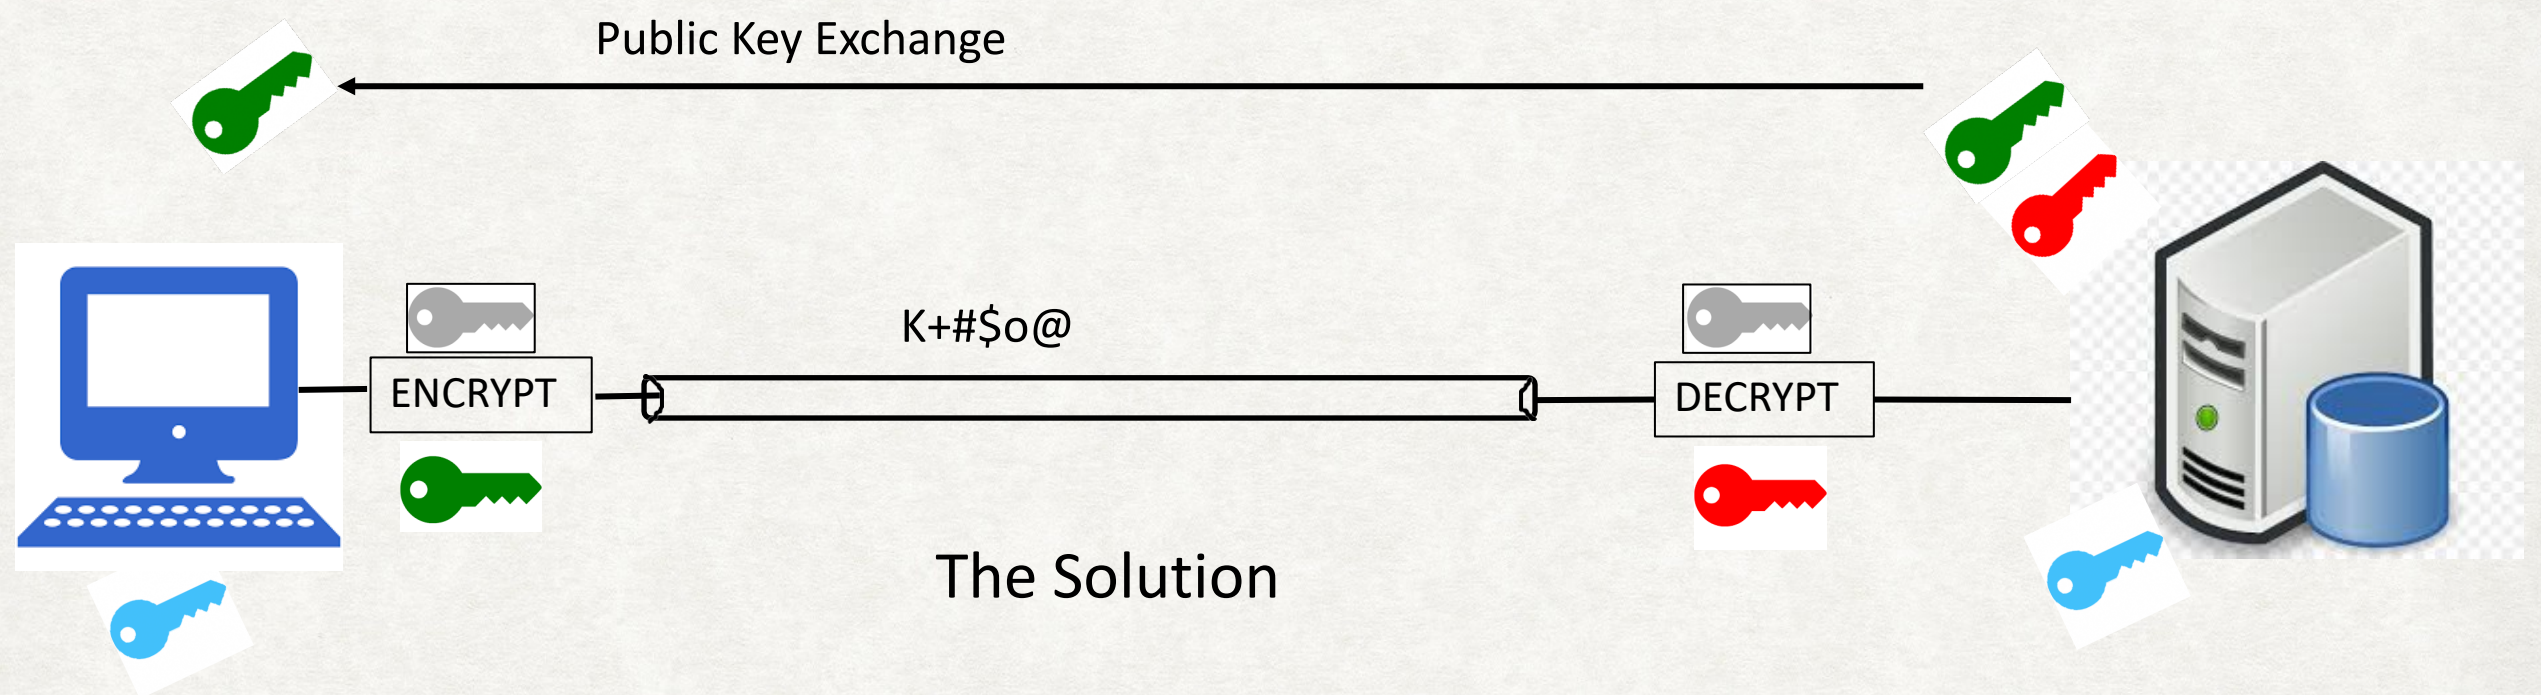 Public Key Exchange
K+#$o@
ENCRYPT
DECRYPT
The Solution